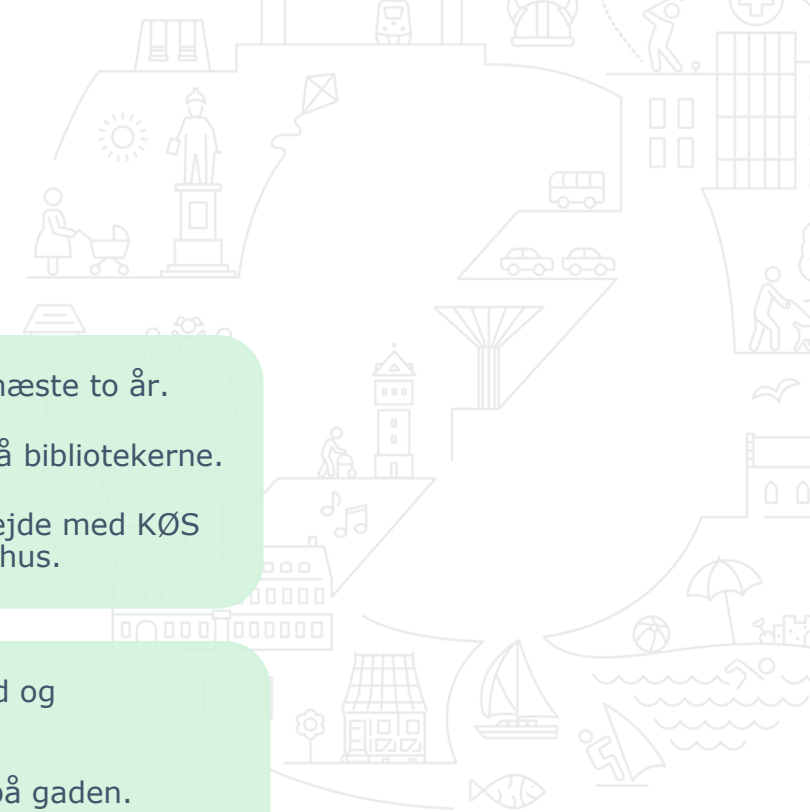 næste to år.
å bibliotekerne.
ejde med KØS
hus.
d og
på gaden.